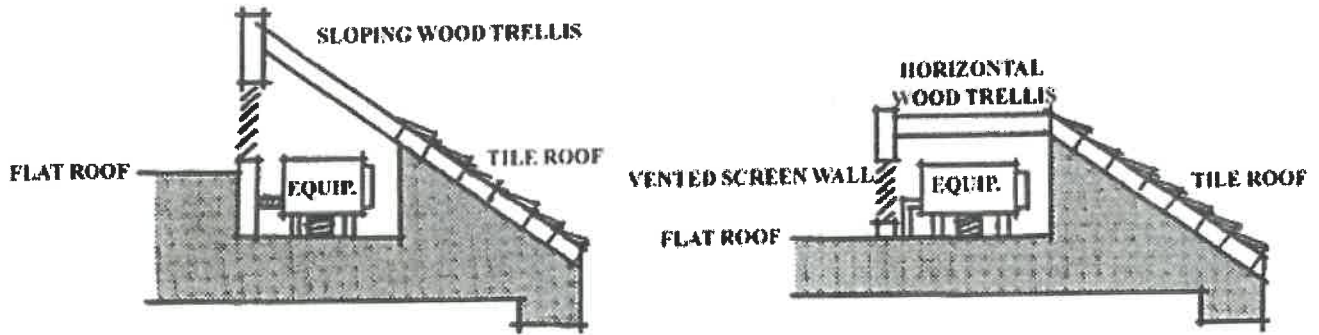 SLOPING WOOD TRELLIS
TILE ROOF
FLAT ROOF
EQUIP.
HORIZONTAL
WOOD TRELLIS
VENTED SCREEN WALL
EQUIP.
TILE ROOF
FLAT ROOF